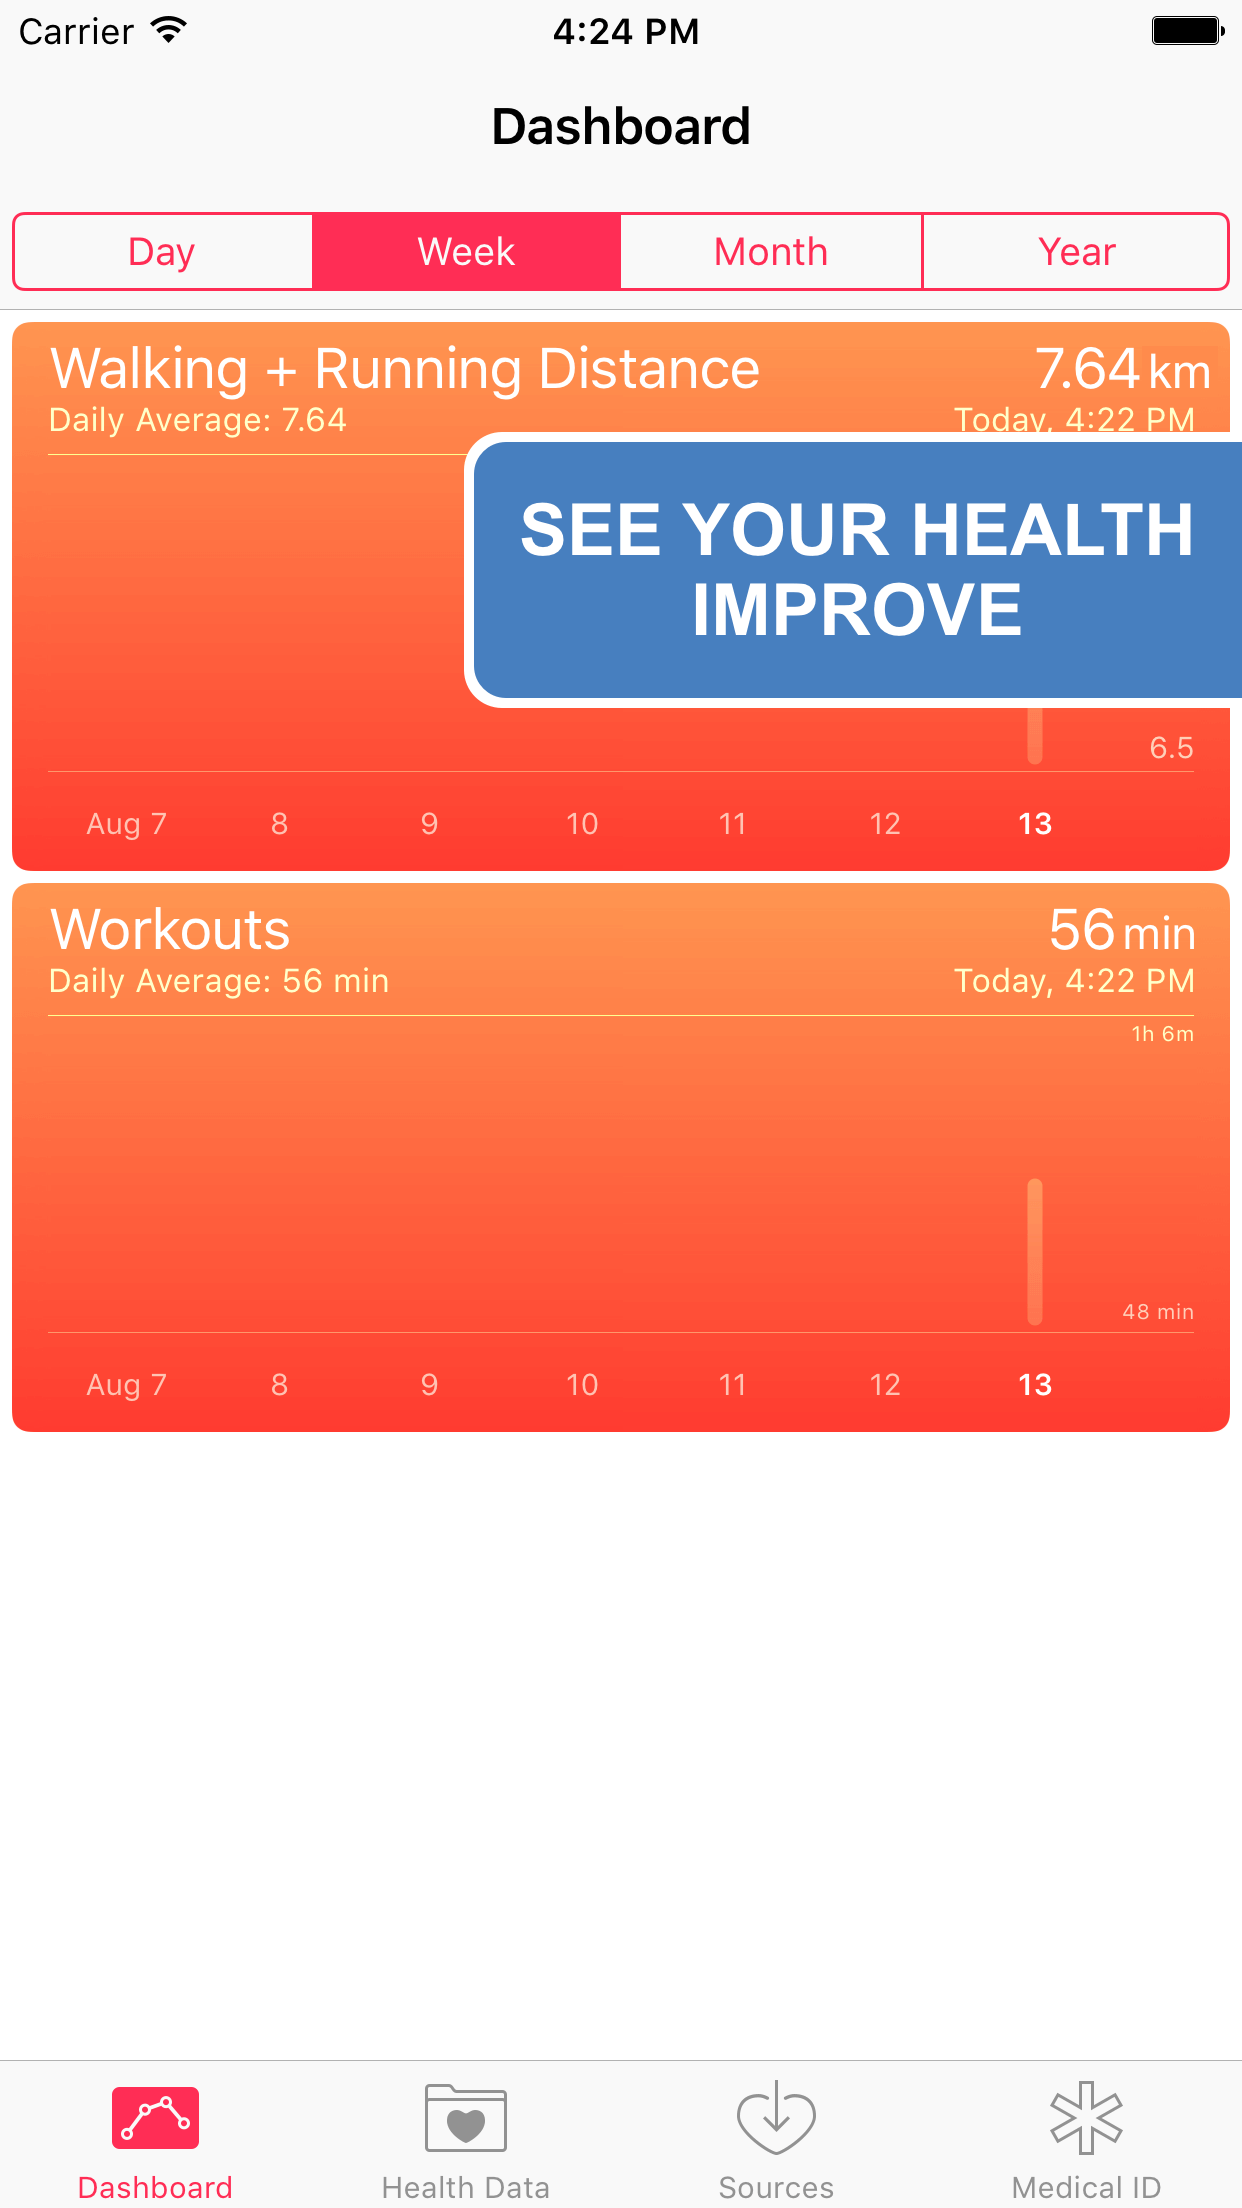 Carrier 4:24 PM
Dashboard
Day Week Month Year
Walking + Running Distance 7.64 km
Daily Average: 7.64 Today, 4:22 PM
SEE YOUR HEALTH
IMPROVE
6.5
Aug 7 8 9 10 11 12 13
Workouts 56 min
Daily Average: 56 min Today, 4:22 PM
1h 6m
48 min
Aug 7 8 9 10 11 12 13
Dashboard Health Data Sources Medical ID